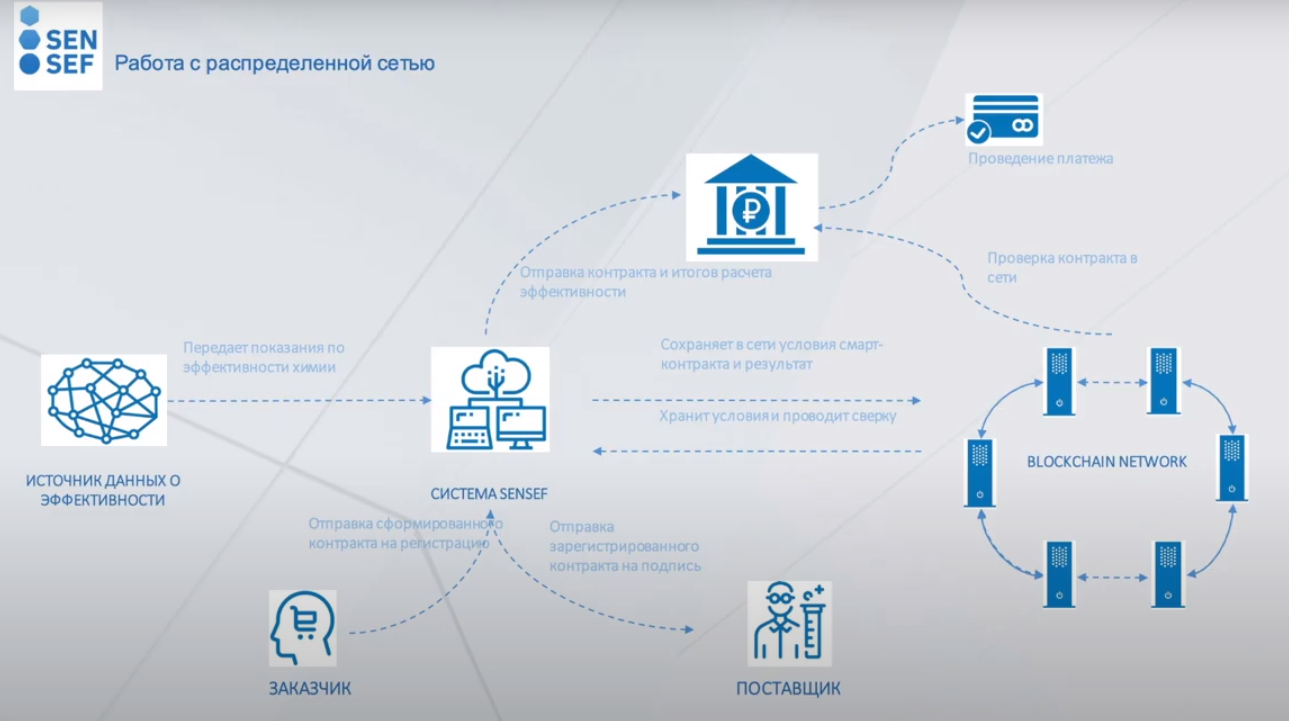 SEN
SEF
Работа с распределенной сетью
Проведение платежа
Проверка контракта в
сети
Отправка контракта и итогов расчета
эффективности
Передает показания по
эффективности химии
Сохраняет в сети условия смарт-
контракта и результат
Хранит условия и проводит сверку
BLOCKCHAIN NETWORK
ИСТОЧНИК ДАННЫХ О
ЭФФЕКТИВНОСТИ
СИСТЕМА SENSEF
Отправка сформированного
контракта на регистрацию
Отправка
зарегистрированного
контракта на подпись
ЗАКАЗЧИК
ПОСТАВЩИК